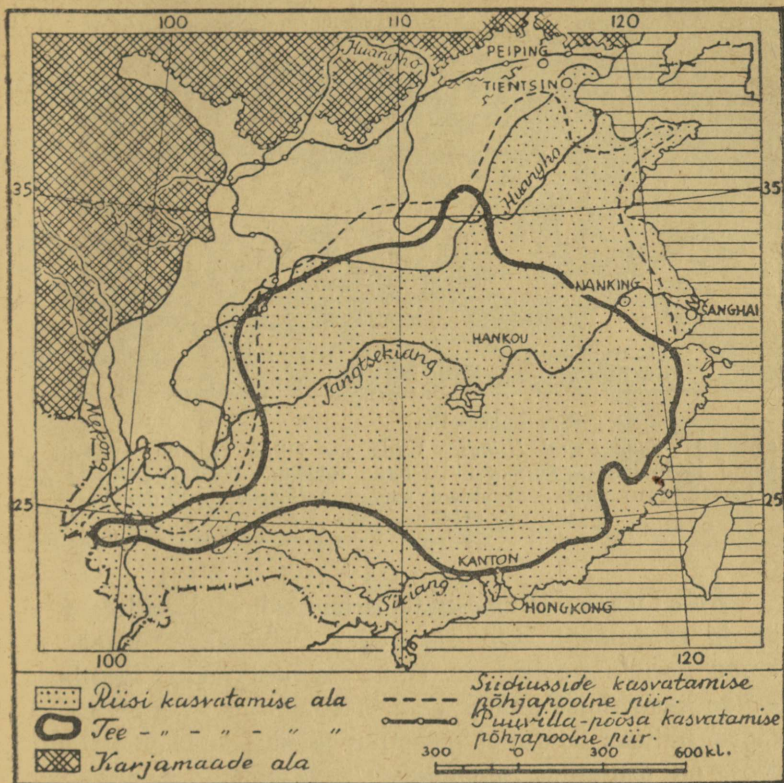 100 110 120
Huangho
PEIPING
TIENTSIN
35 35
Huangho
NANKING
SANGHAI
HANKOU
Jangtsekiang
Mekong
25 25
KANTON
Sikiang
HONGKONG
100 120
Riisi kasvatamise ala
Tee - „ - „ - „ „
Karjamaade ala
Siidiusside kasvatamise
põhjapoolne piir.
Puuvilla-põõsa kasvatamise
põhjapoolne piir.
300 0 300 600 kl.